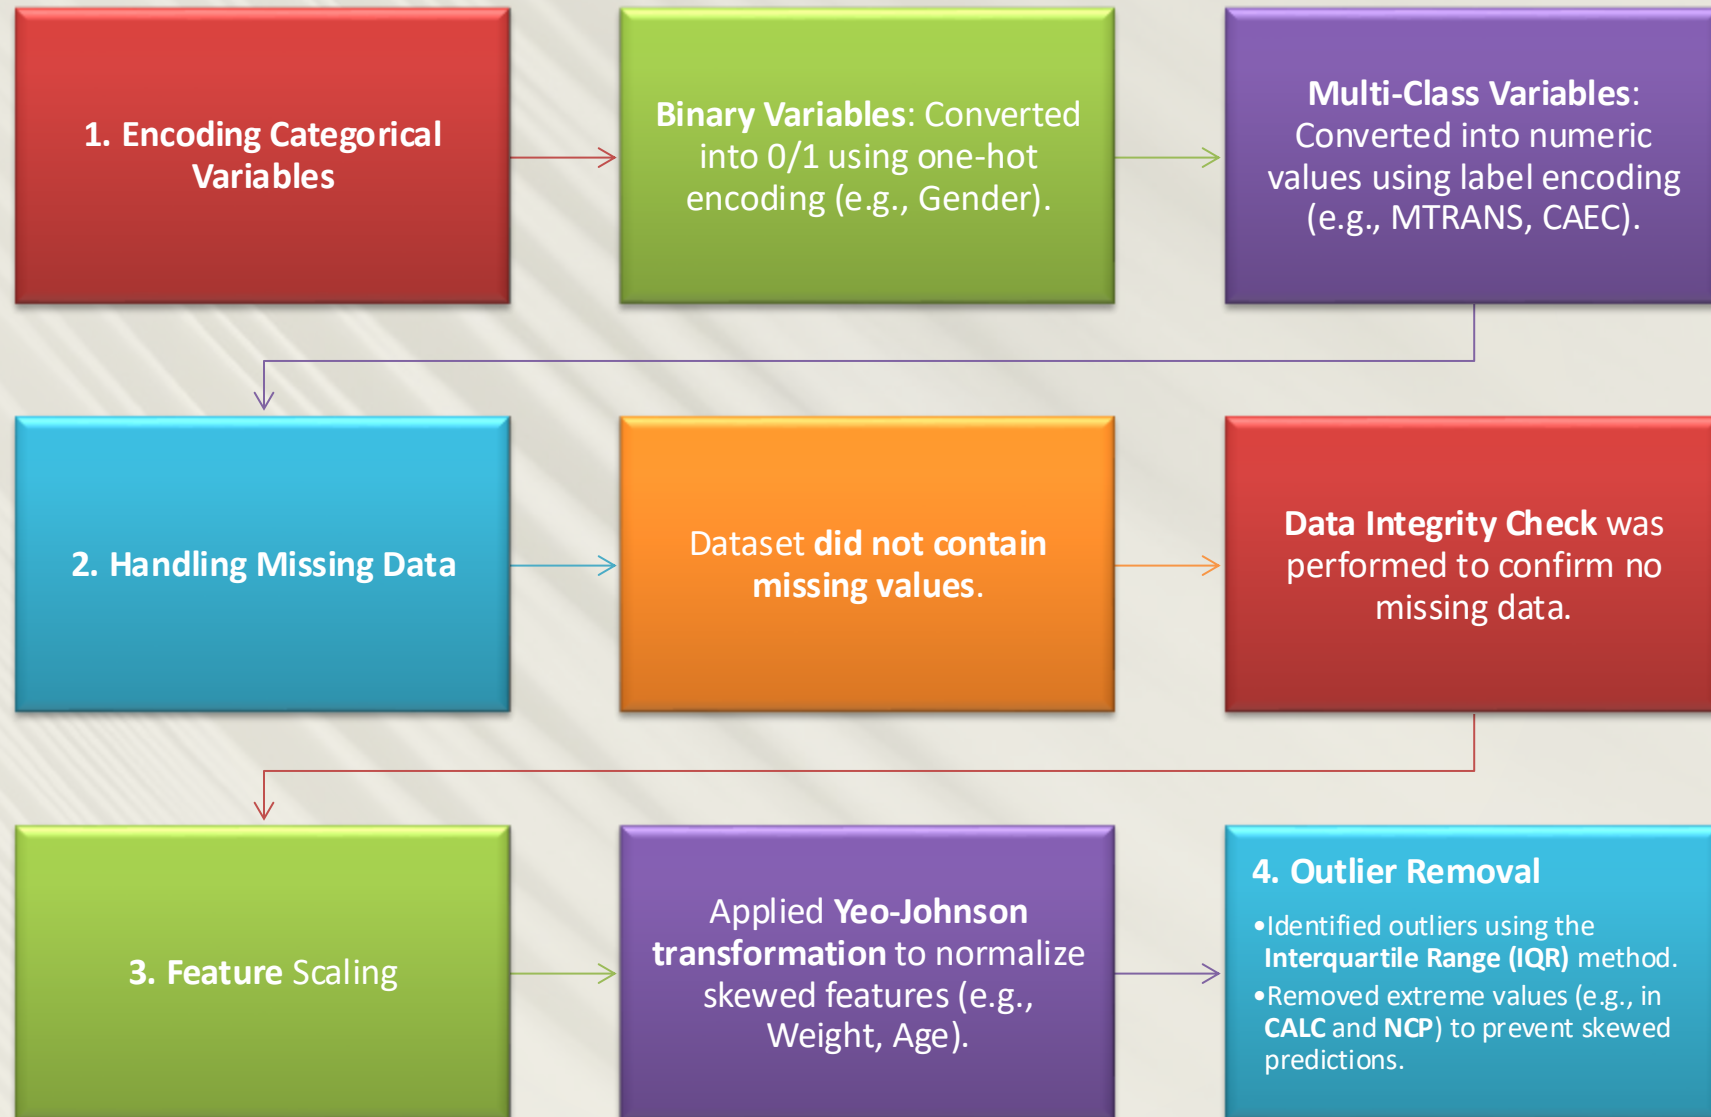 1. Encoding Categorical
Variables
Binary Variables: Converted
into 0/1 using one-hot
encoding (e.g., Gender).
Multi-Class Variables:
Converted into numeric
values using label encoding
(e.g., MTRANS, CAEC).
2. Handling Missing Data
Dataset did not contain
missing values.
Data Integrity Check was
performed to confirm no
missing data.
3. Feature Scaling
Applied Yeo-Johnson
transformation to normalize
skewed features (e.g.,
Weight, Age).
4. Outlier Removal
•Identified outliers using the
Interquartile Range (IQR) method.
•Removed extreme values (e.g., in
CALC and NCP) to prevent skewed
predictions.